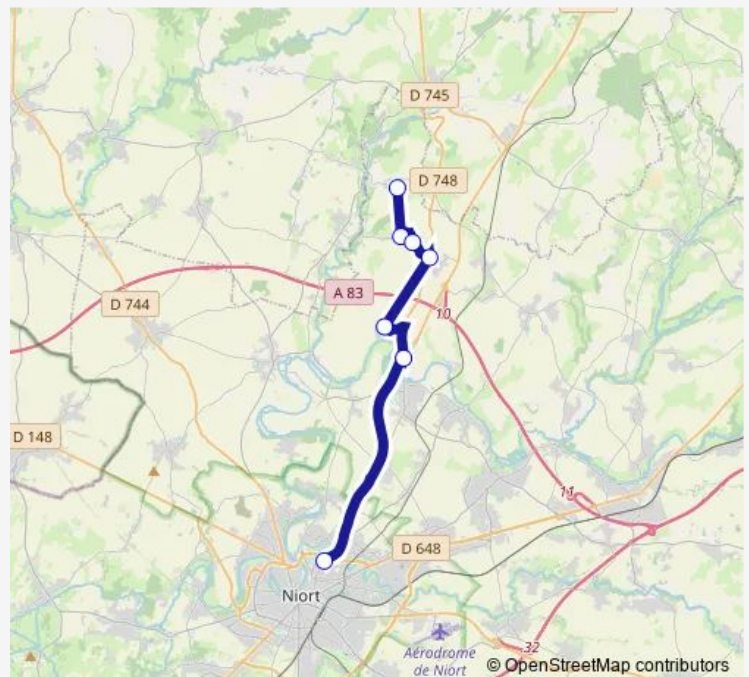 D 745
D 748
A 83
D 744
10
D 148
11
D 648
Niort
32
Aérodrome
de Niort
© OpenStreetMap contributors